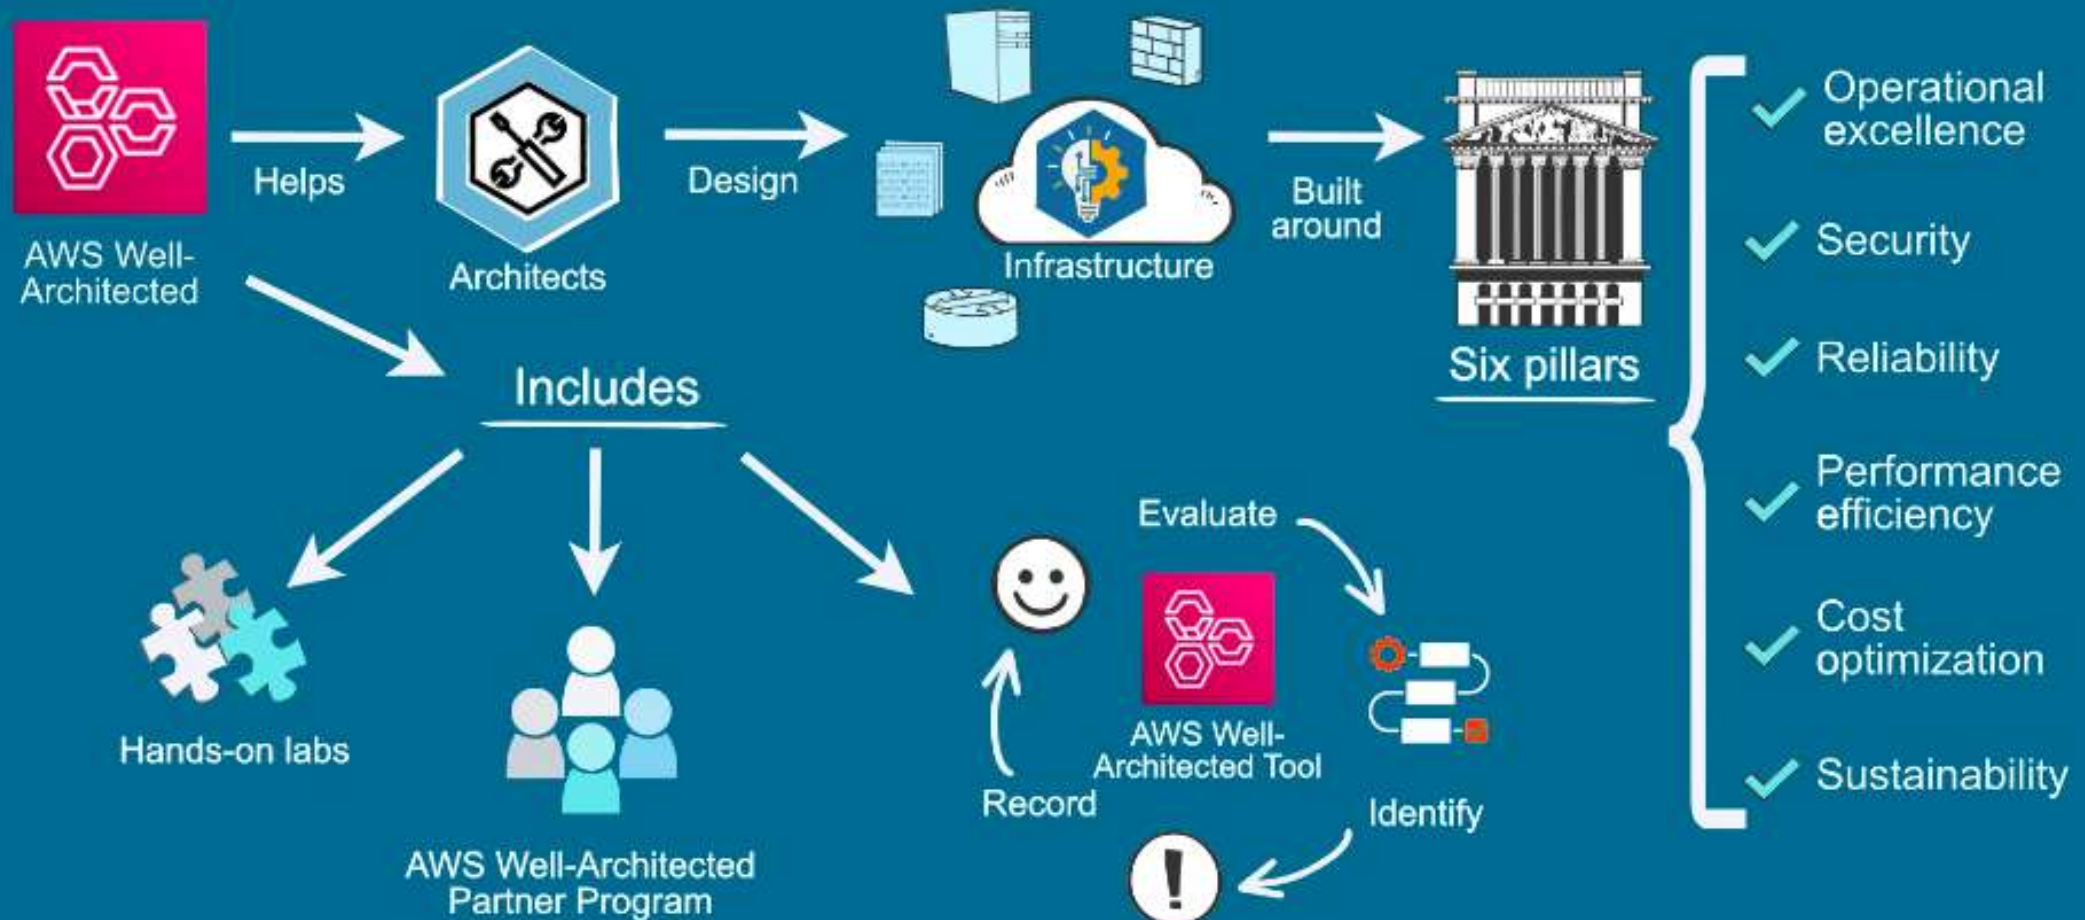 AWS Well-
Architected
Helps
Architects
Design
Infrastructure
Built
around
Six pillars
Operational
excellence
Security
Reliability
Performance
efficiency
Cost
optimization
Sustainability
Includes
Hands-on labs
AWS Well-Architected
Partner Program
Evaluate
AWS Well-
Architected Tool
Record
Identify
!